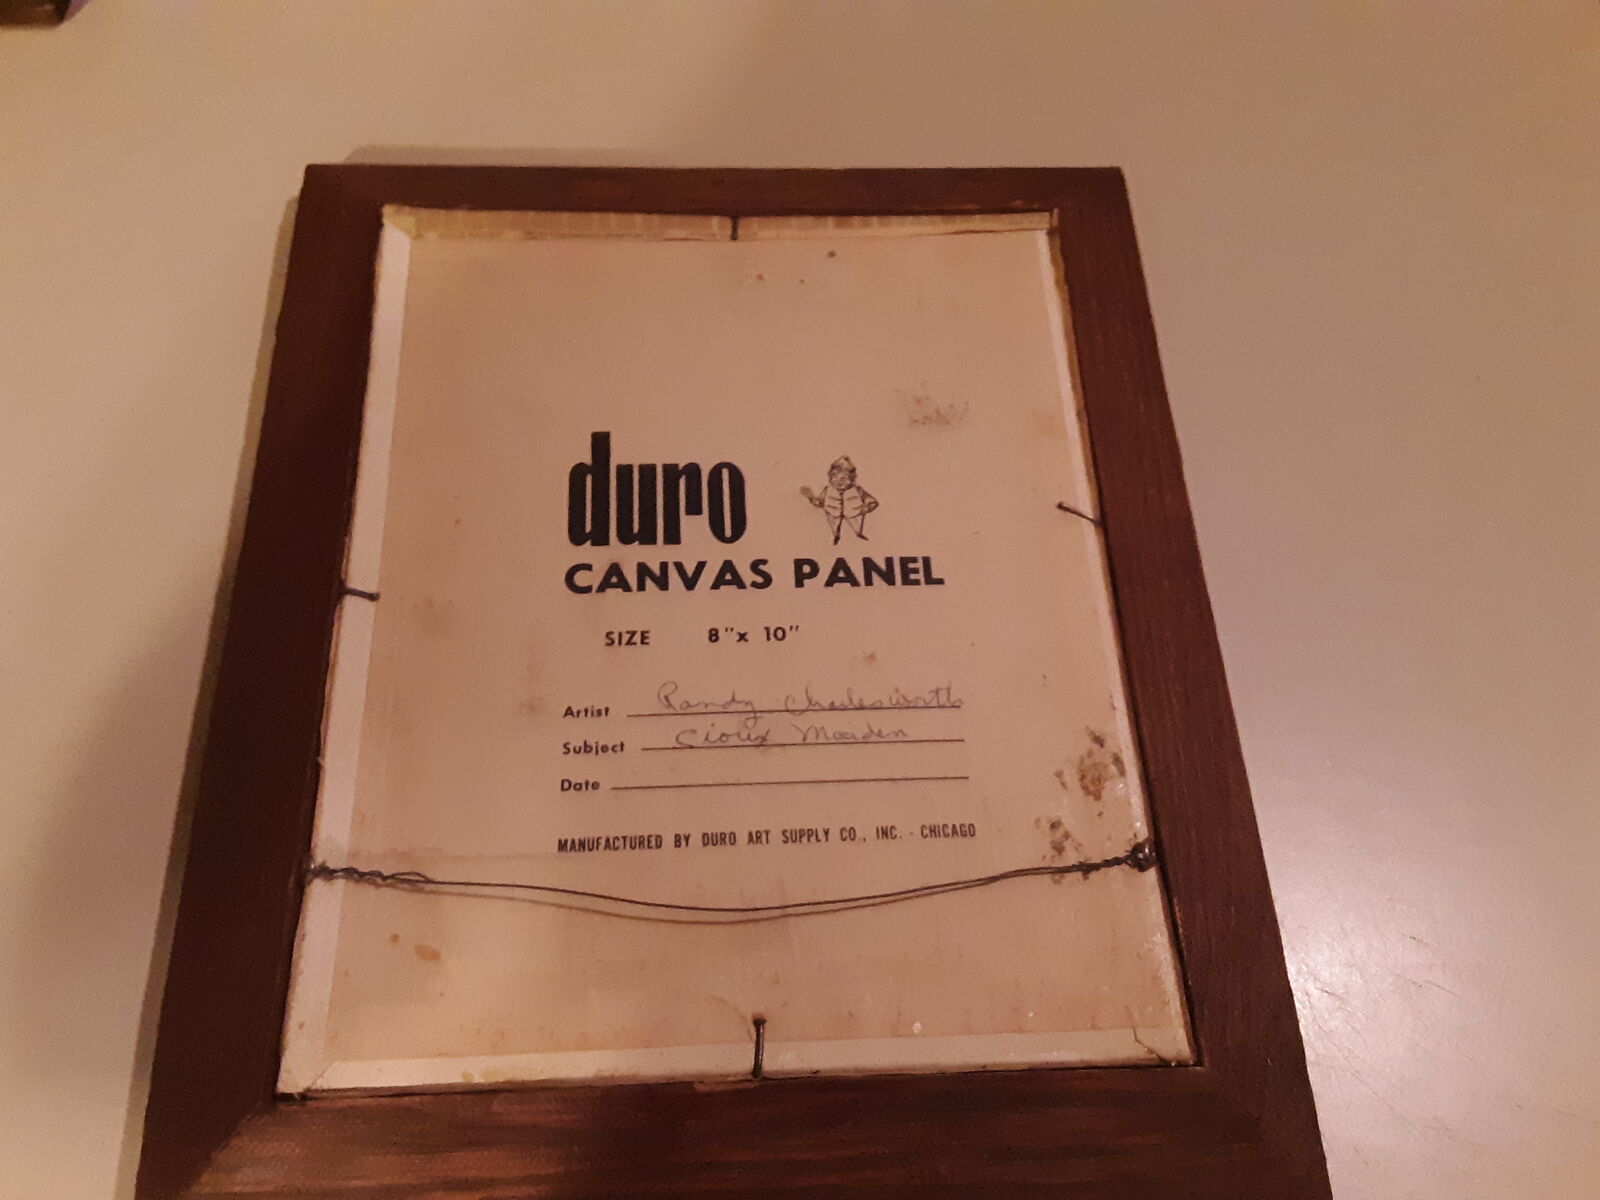 duro
CANVAS PANEL
SIZE 8"x 10"
Artist Randy Charlesworth
Subject Sioux Maiden
Date
MANUFACTURED BY DURO ART SUPPLY CO., INC. - CHICAGO